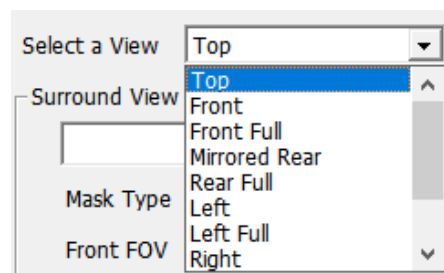 Select a View Top
Top
Surround View
Front
Front Full
Mirrored Rear
Mask Type
Rear Full
Left
Front FOV
Left Full
Right